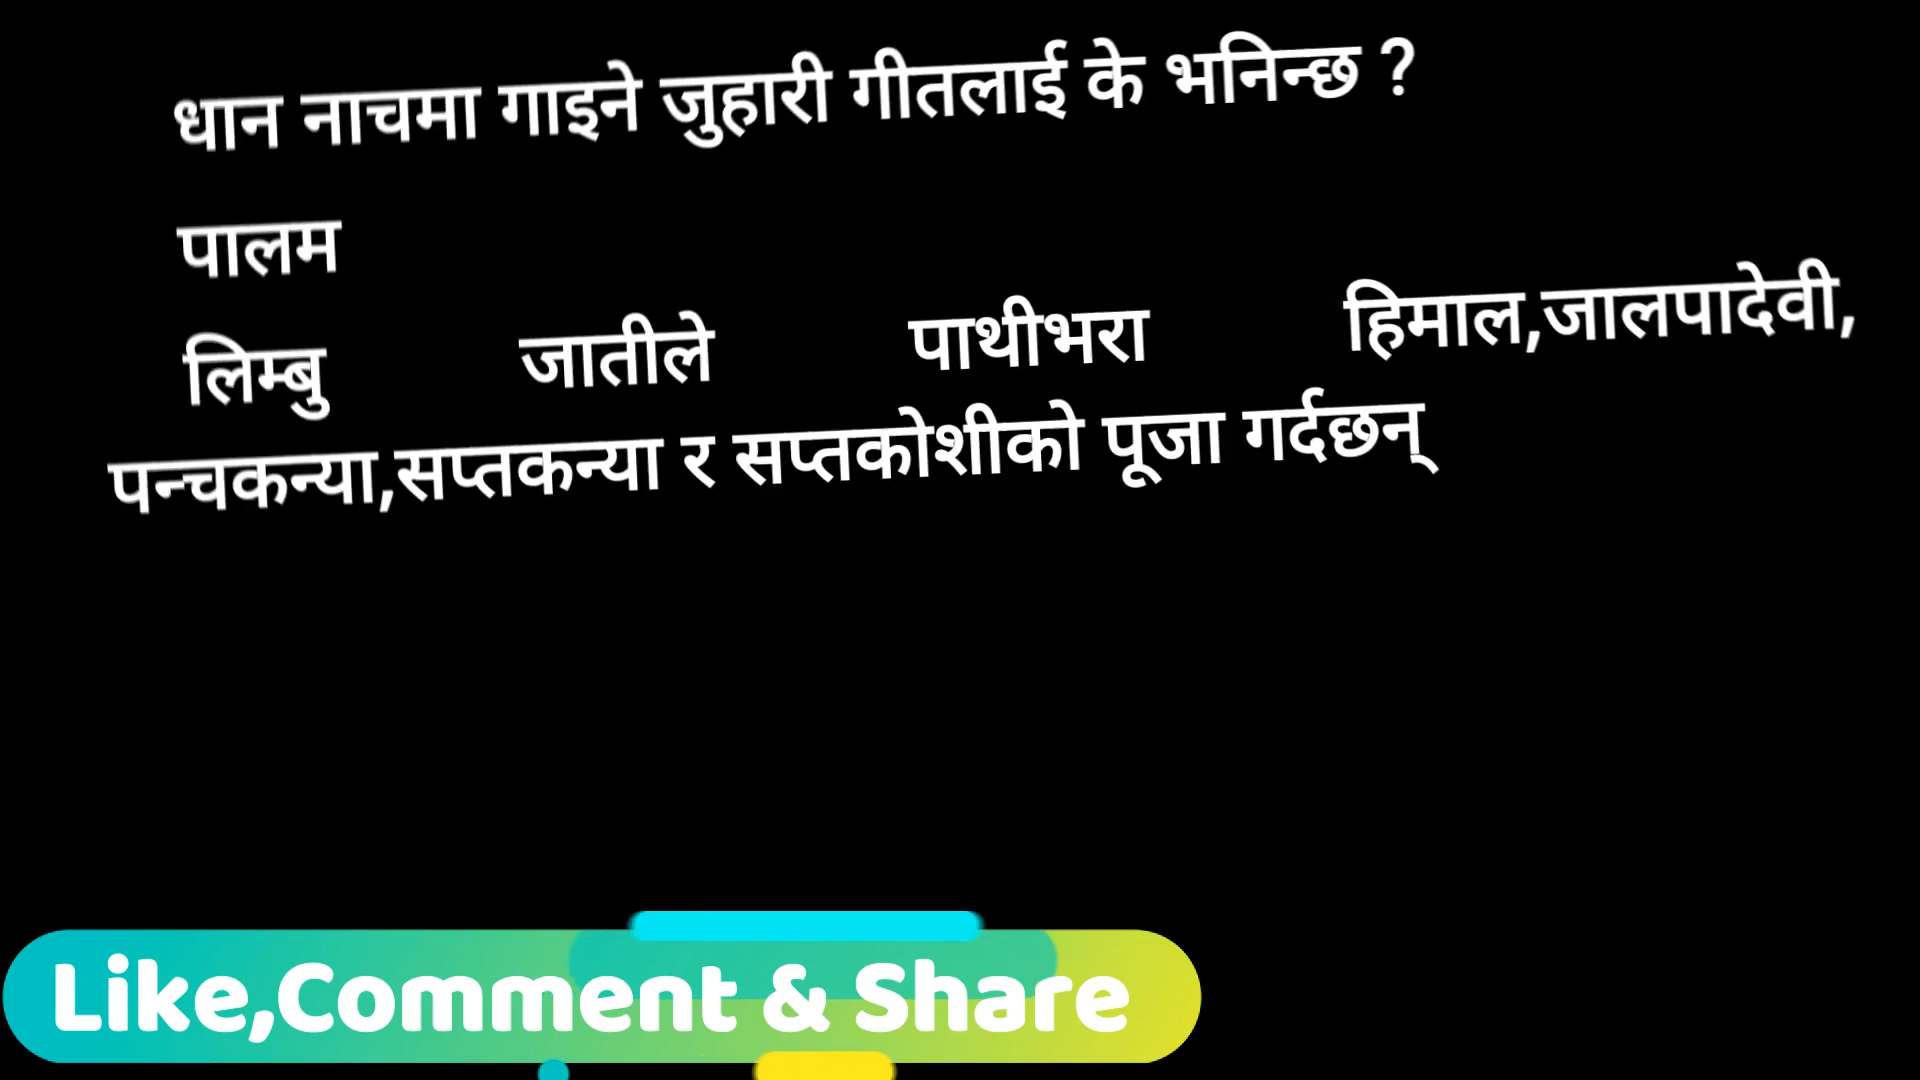 धान नाचमा गाइने जुहारी गीतलाई के भनिन्छ ?
पालम
लिम्बु जातीले पाथीभरा हिमाल,जालपादेवी,
पन्चकन्या,सप्तकन्या र सप्तकोशीको पूजा गर्दछन्
Like,Comment & Share